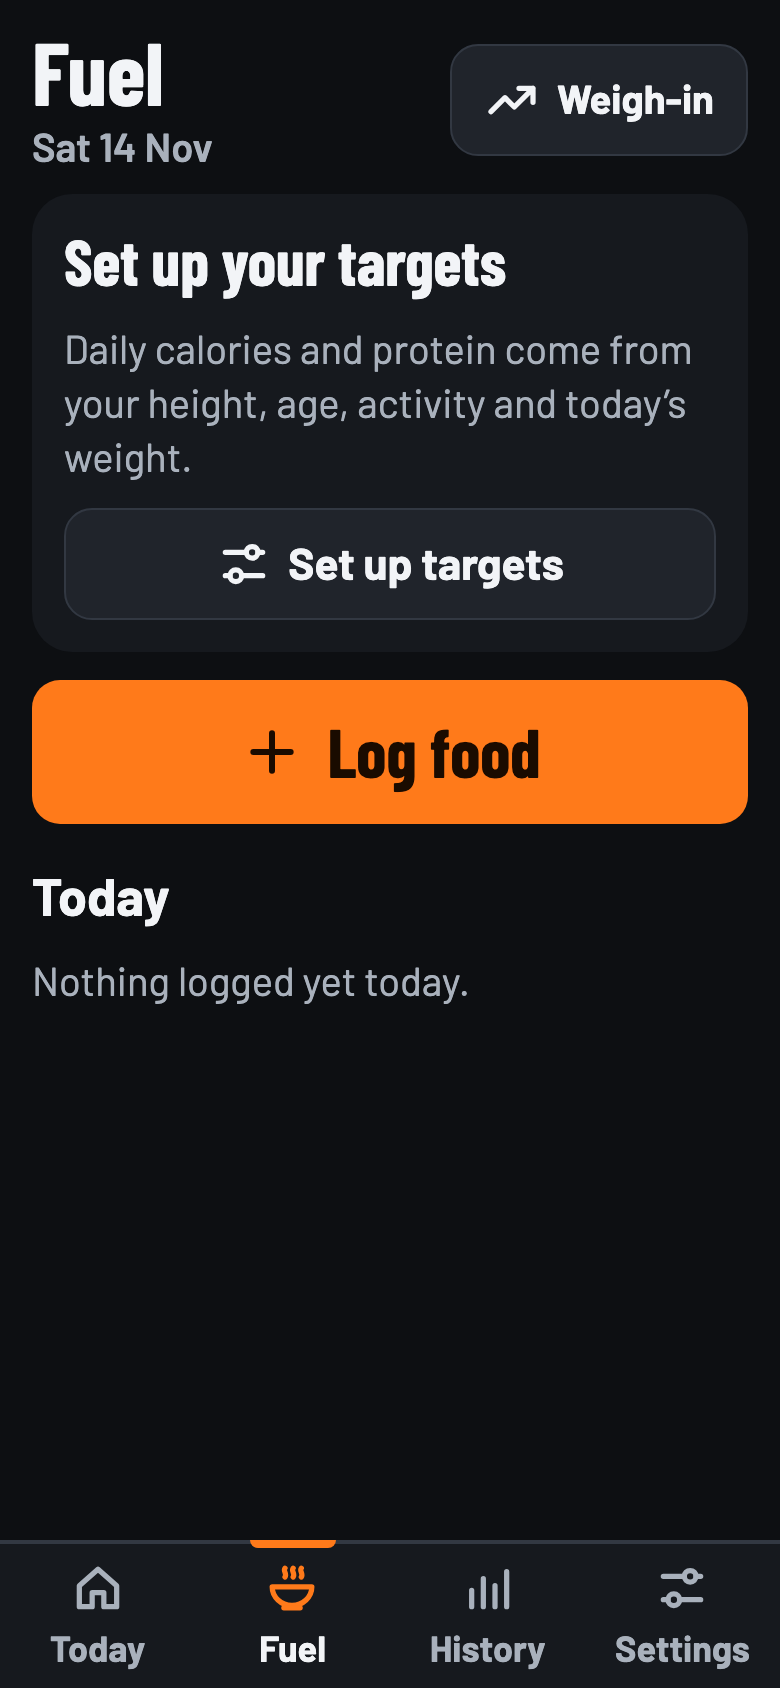 Fuel
Weigh-in
Sat 14 Nov
Set up your targets
Daily calories and protein come from
your height, age, activity and today’s
weight.
Set up targets
Log food
Today
Nothing logged yet today.
Today
Fuel
History
Settings